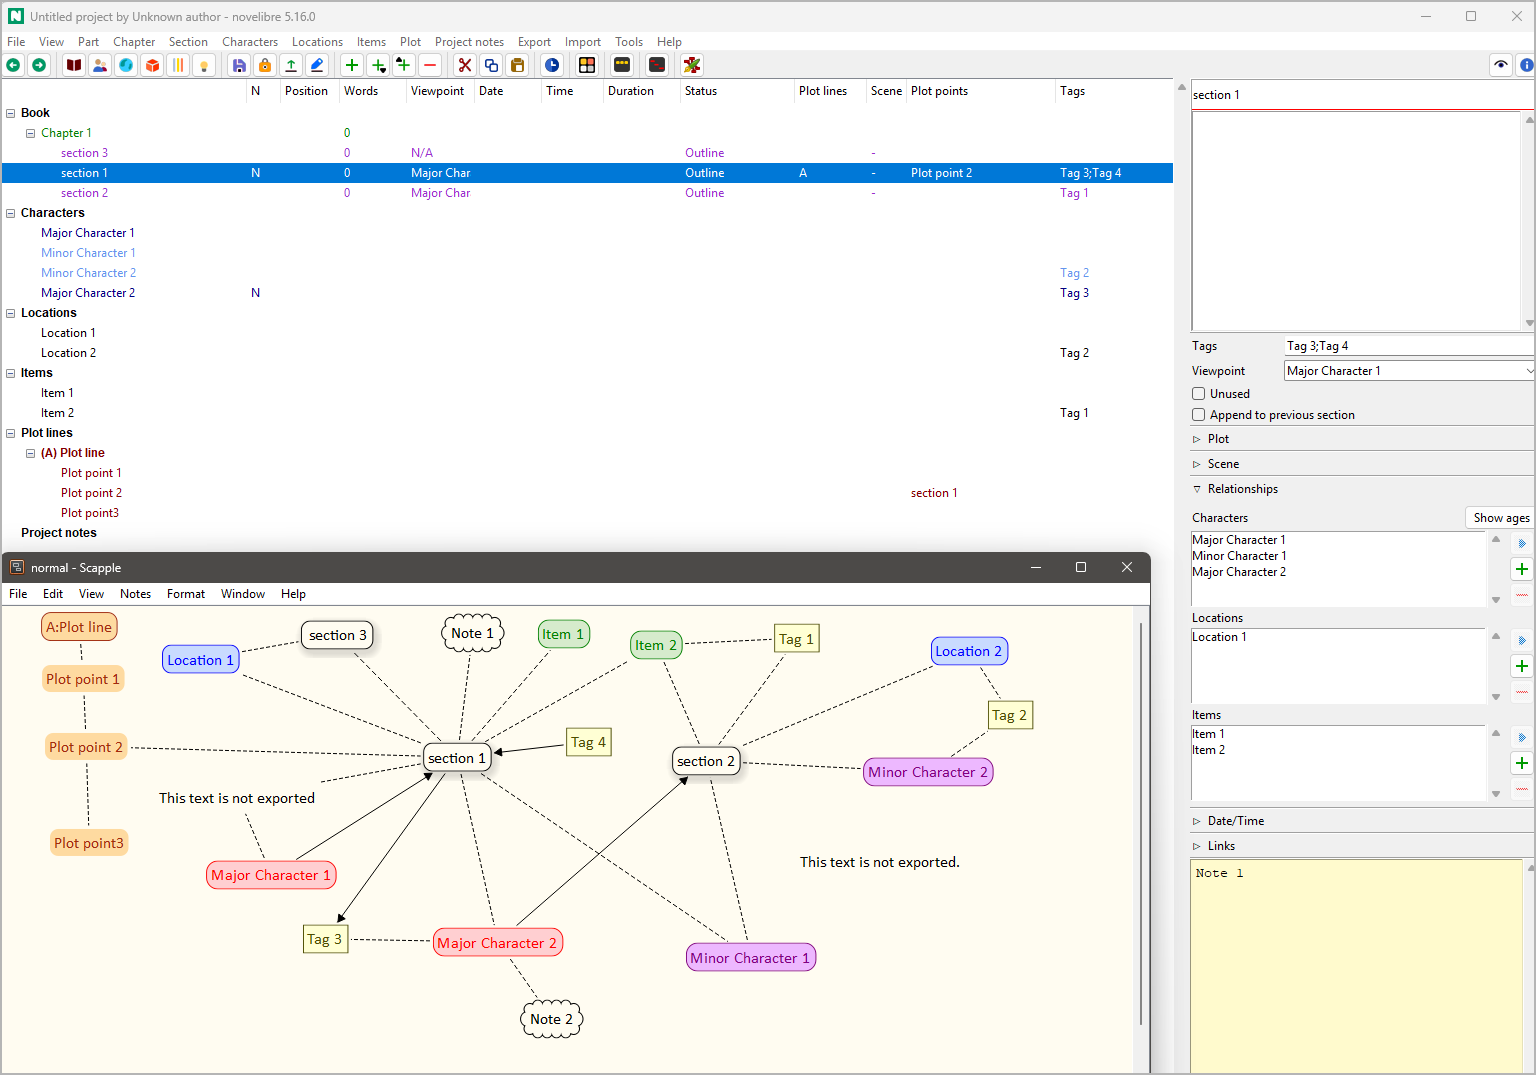 Untitled project by Unknown author - novelibre 5.16.0
File View Part Chapter Section Characters Locations Items Plot Project notes Export Import Tools Help
N Position Words Viewpoint Date Time Duration Status Plot lines Scene Plot points Tags
Book
Chapter 1 0
section 3 0 N/A Outline -
section 1 N 0 Major Char Outline A - Plot point 2 Tag 3;Tag 4
section 2 0 Major Char Outline - Tag 1
Characters
Major Character 1
Minor Character 1
Minor Character 2 Tag 2
Major Character 2 N Tag 3
Locations
Location 1
Location 2 Tag 2
Items
Item 1
Item 2 Tag 1
Plot lines
(A) Plot line
Plot point 1
Plot point 2 section 1
Plot point3
Project notes
section 1
Tags Tag 3;Tag 4
Viewpoint Major Character 1
Unused
Append to previous section
Plot
Scene
Relationships
Characters Show ages
Major Character 1
Minor Character 1
Major Character 2
Locations
Location 1
Items
Item 1
Item 2
Date/Time
Links
Note 1
normal - Scapple
File Edit View Notes Format Window Help
A:Plot line
section 3
Note 1
Item 1
Item 2
Tag 1
Location 1
Location 2
Plot point 1
Tag 2
Plot point 2
section 1
Tag 4
section 2
Minor Character 2
This text is not exported
Plot point3
Major Character 1
This text is not exported.
Tag 3
Major Character 2
Minor Character 1
Note 2